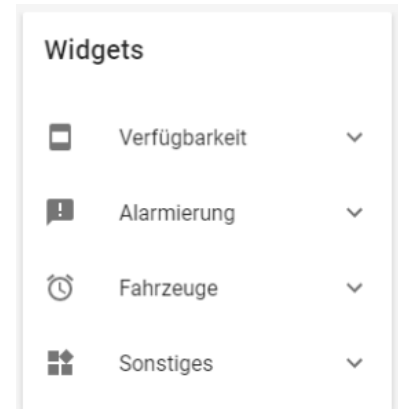 Widgets
Verfügbarkeit
Alarmierung
Fahrzeuge
Sonstiges